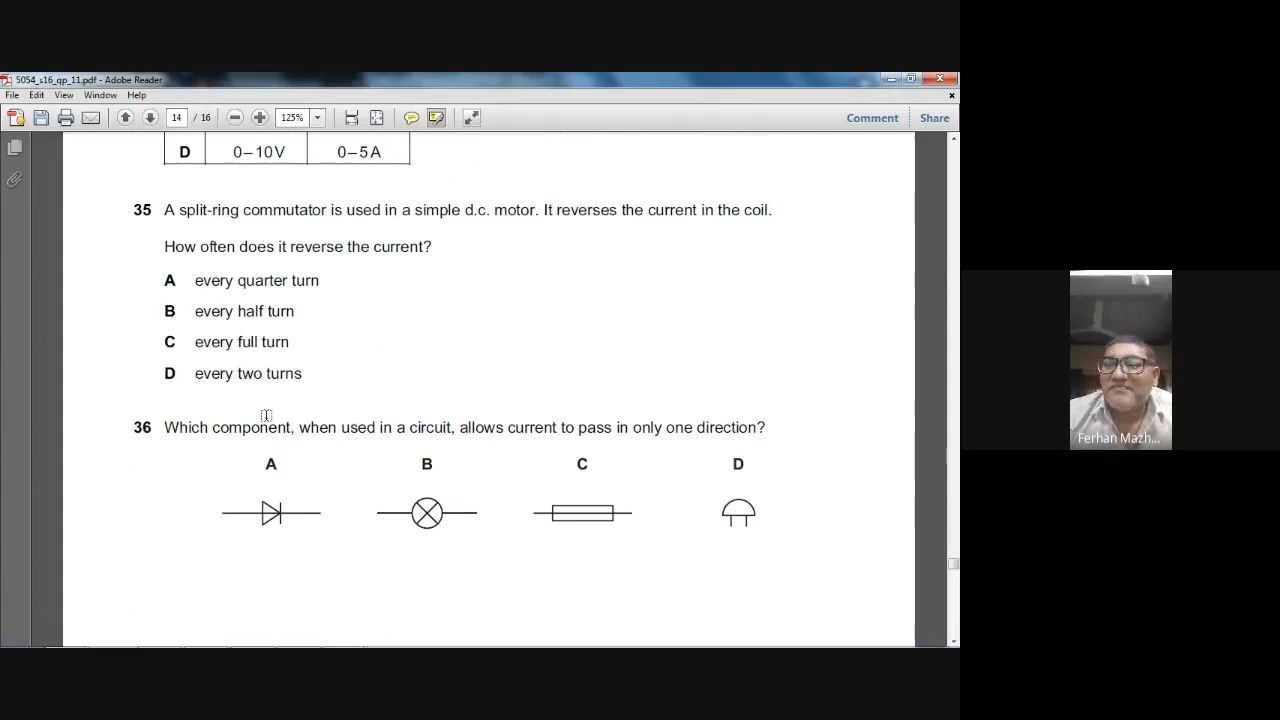 5054_s16_qp_11.pdf - Adobe Reader
File Edit View Window Help
14 / 16 125% Comment Share
D 0–10V 0–5A
35 A split-ring commutator is used in a simple d.c. motor. It reverses the current in the coil.
How often does it reverse the current?
A every quarter turn
B every half turn
C every full turn
D every two turns
36 Which component, when used in a circuit, allows current to pass in only one direction?
A B C D
Ferhan Mazh...